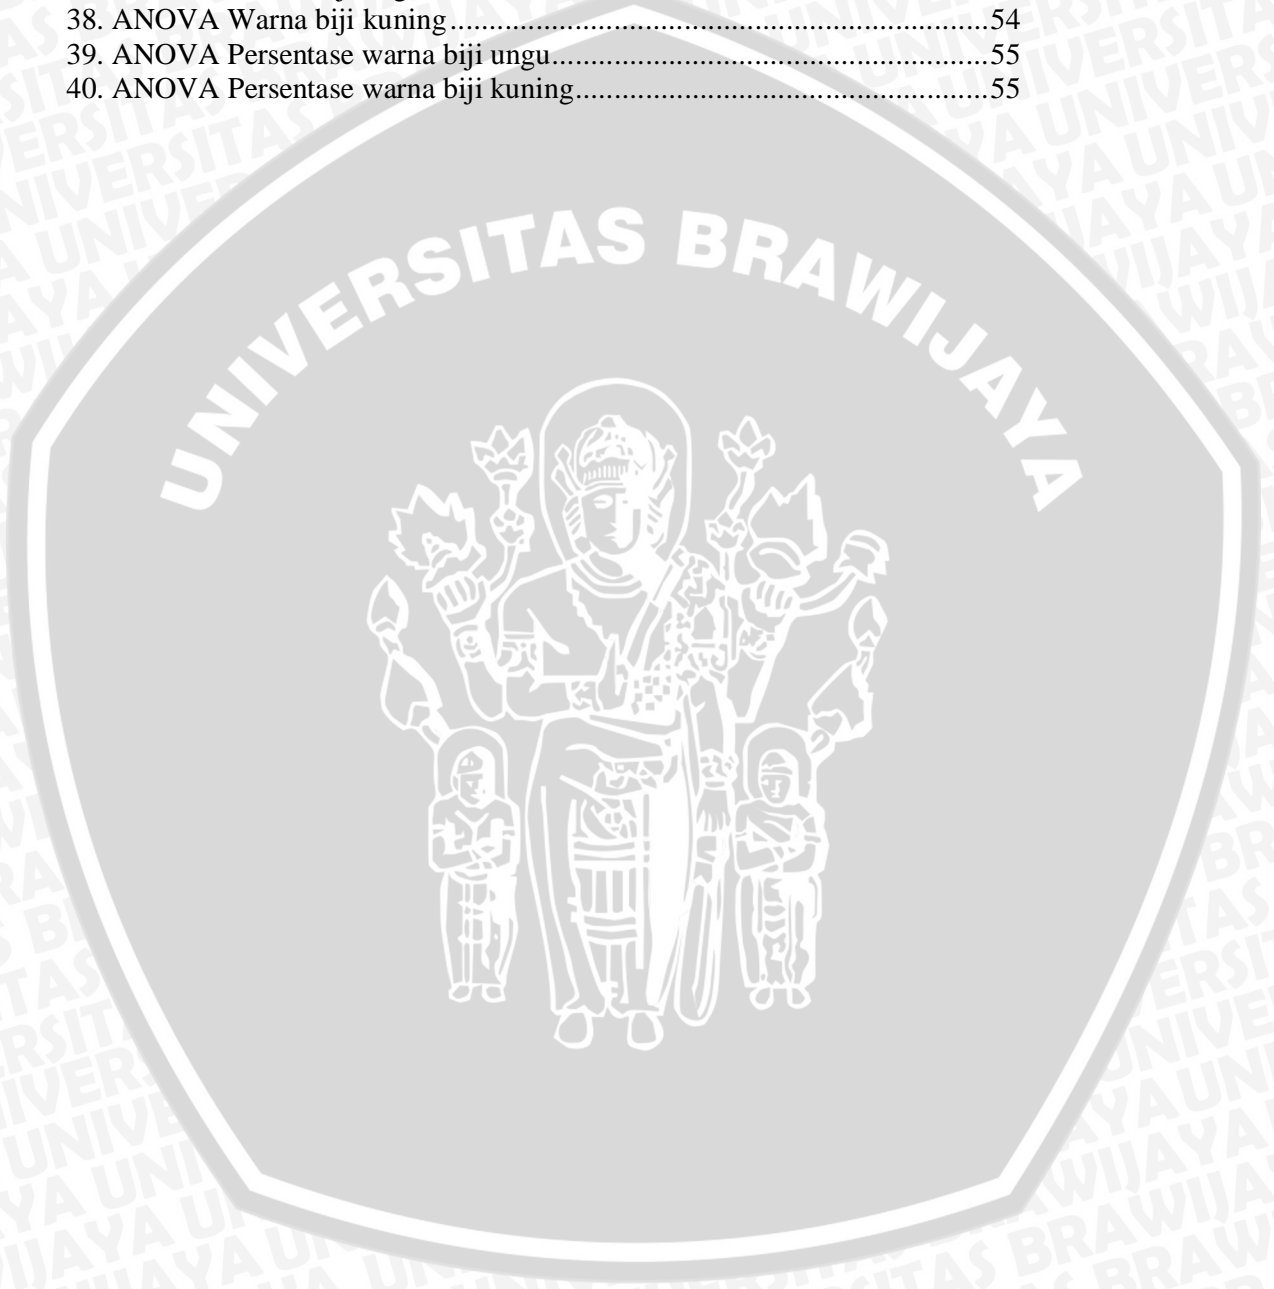 38. ANOVA Warna biji kuning........................................................................54
39. ANOVA Persentase warna biji ungu........................................................55
40. ANOVA Persentase warna biji kuning.....................................................55
UNIVERSITAS BRAWIJAYA